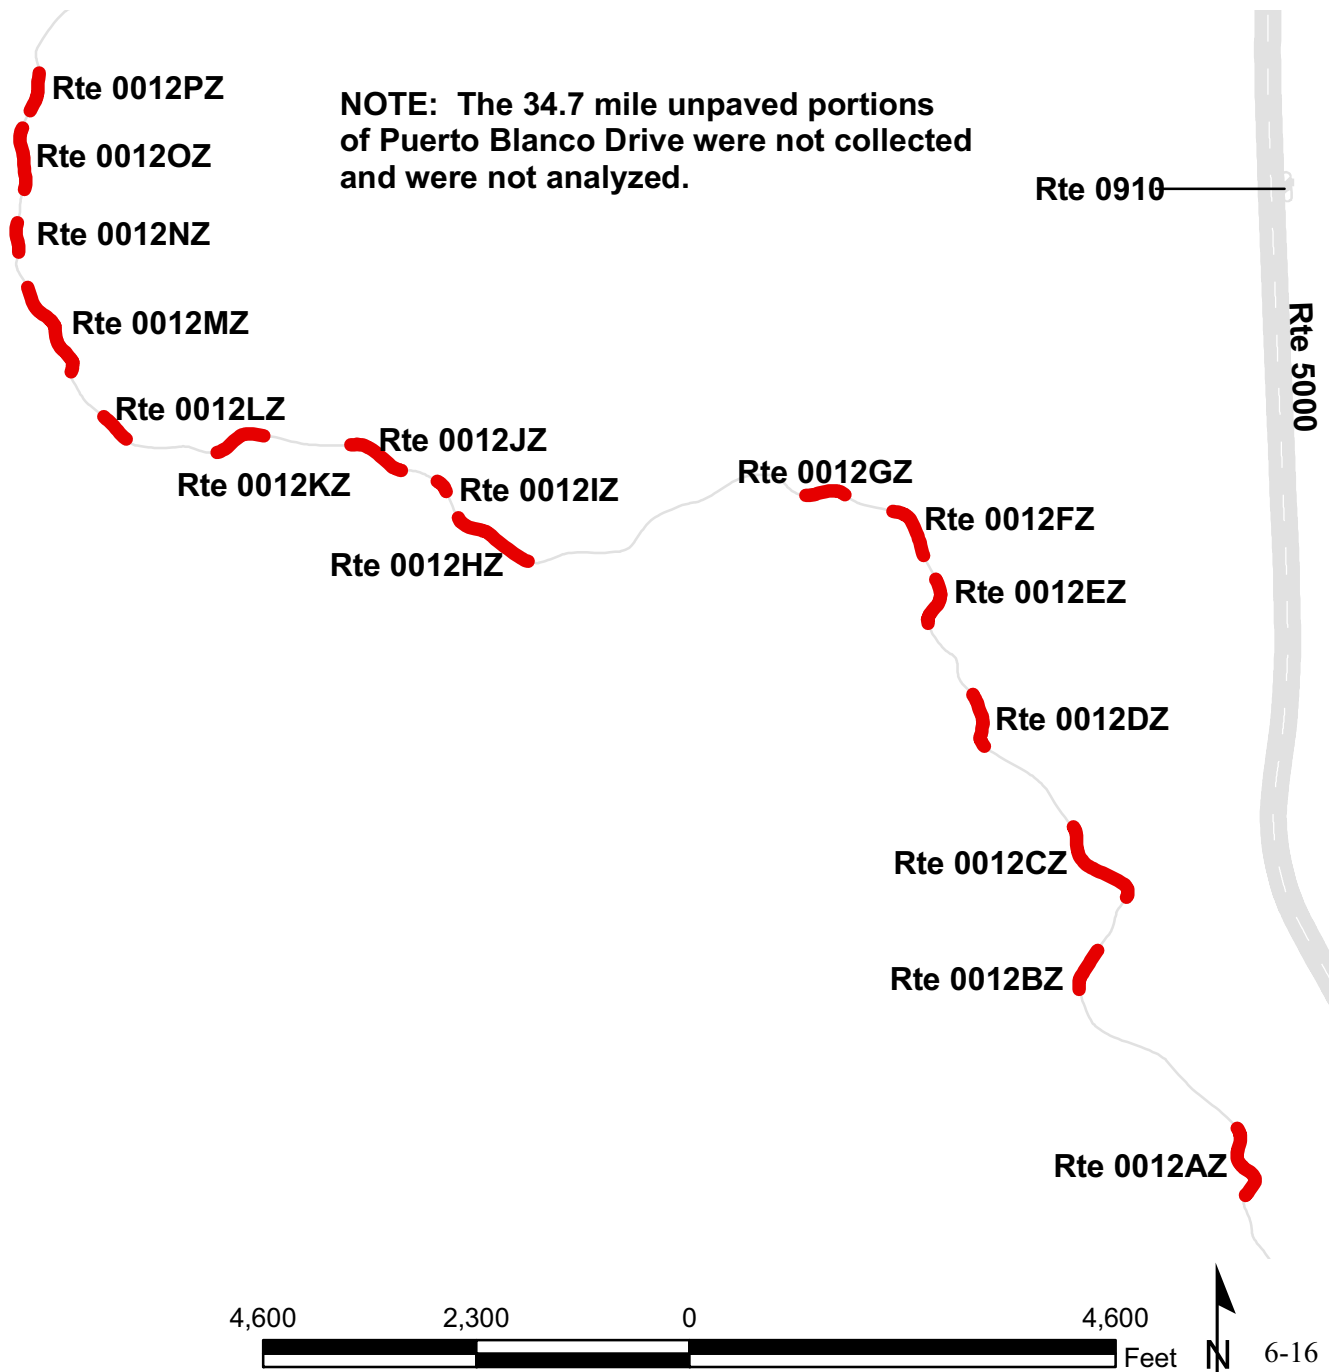 Rte 0012PZ
NOTE: The 34.7 mile unpaved portions
of Puerto Blanco Drive were not collected
and were not analyzed.
Rte 0012OZ
Rte 0910
Rte 0012NZ
Rte 0012MZ
Rte 5000
Rte 0012LZ
Rte 0012JZ
Rte 0012KZ
Rte 0012IZ
Rte 0012GZ
Rte 0012FZ
Rte 0012HZ
Rte 0012EZ
Rte 0012DZ
Rte 0012CZ
Rte 0012BZ
Rte 0012AZ
4,600 2,300 0 4,600
Feet
N
6-16